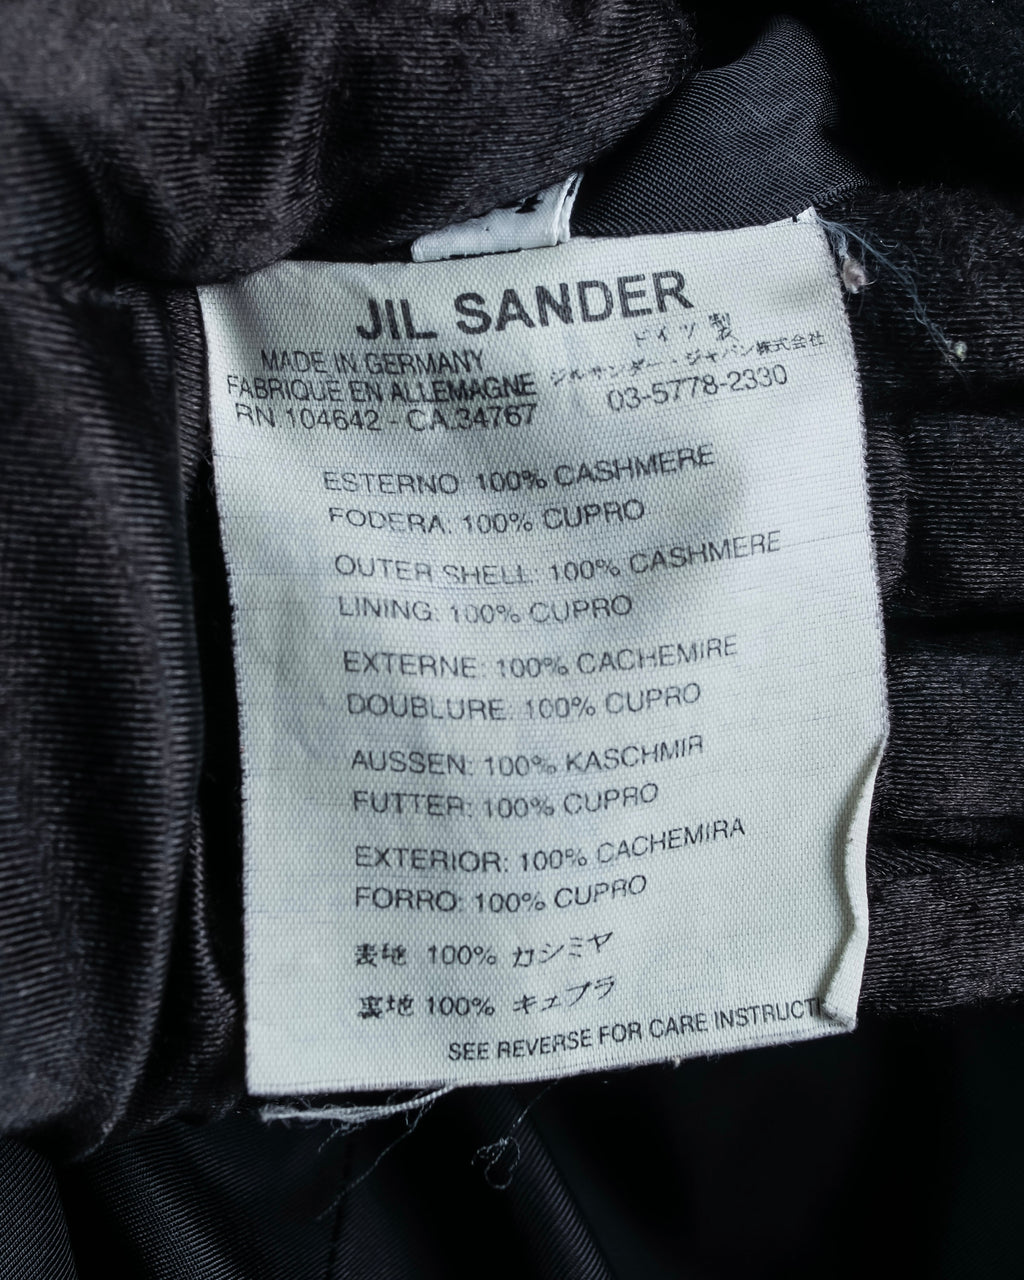 JIL SANDER
MADE IN GERMANY
FABRIQUE EN ALLEMAGNE
RN 104642 - CA.34767
ドイツ製
ジルサンダー・ジャパン株式会社
03-5778-2330
ESTERNO: 100% CASHMERE
FODERA: 100% CUPRO
OUTER SHELL: 100% CASHMERE
LINING: 100% CUPRO
EXTERNE: 100% CACHEMIRE
DOUBLURE: 100% CUPRO
AUSSEN: 100% KASCHMIR
FUTTER: 100% CUPRO
EXTERIOR: 100% CACHEMIRA
FORRO: 100% CUPRO
表地 100% カシミヤ
裏地 100% キュプラ
SEE REVERSE FOR CARE INSTRUCTI